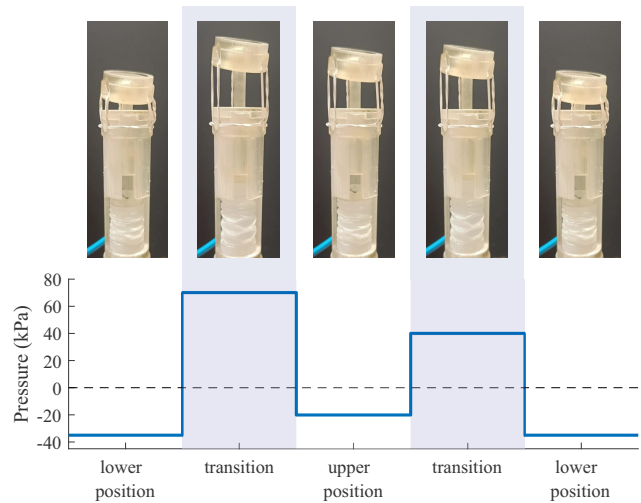 80
60
40
20
0
-20
-40
Pressure (kPa)
lower position
transition
upper position
transition
lower position